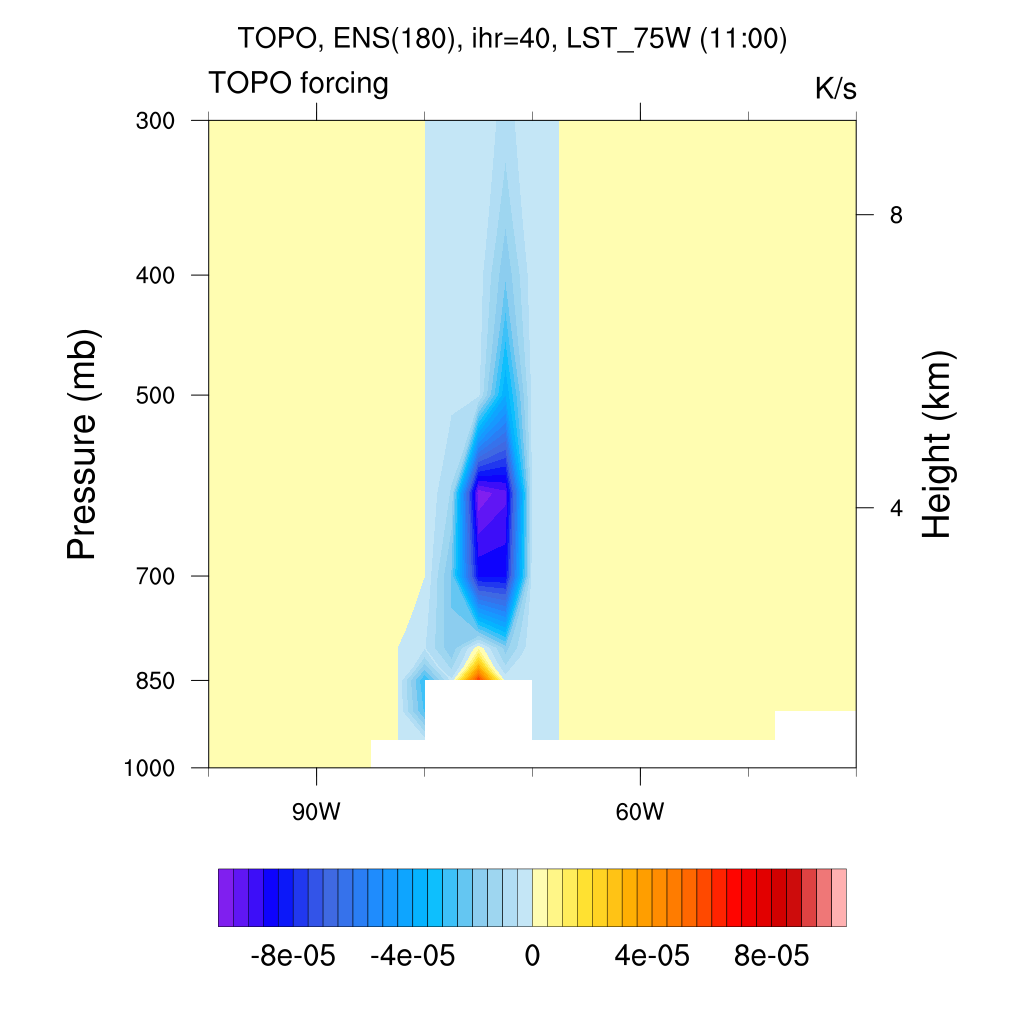 TOPO, ENS(180), ihr=40, LST_75W (11:00)
TOPO forcing
K/s
300
400
500
700
850
1000
Pressure (mb)
8
4
Height (km)
90W
60W
-8e-05
-4e-05
0
4e-05
8e-05